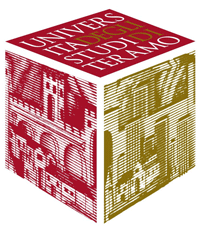 UNIVERS
ITÀ DEGLI
STUDI DI
TERAMO